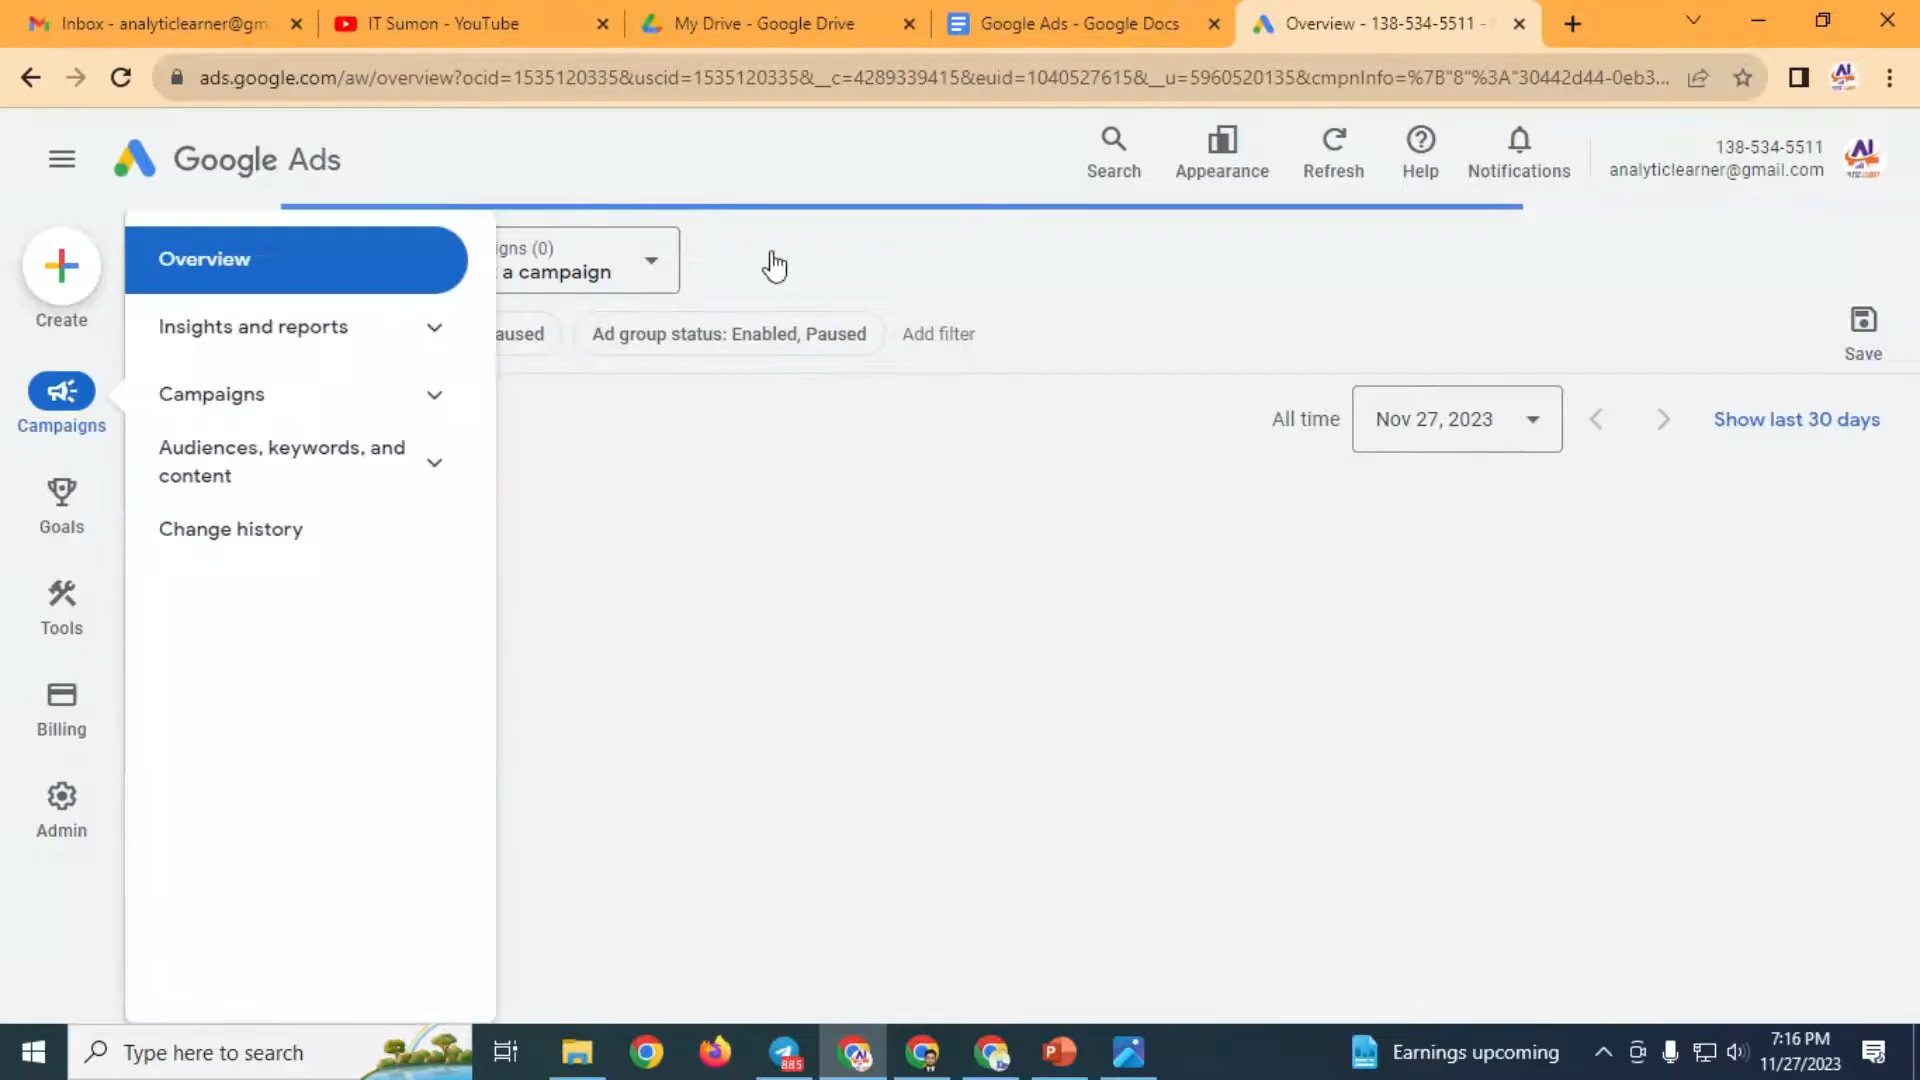 Inbox - analyticlearner@gm
IT Sumon - YouTube
My Drive - Google Drive
Google Ads - Google Docs
Overview - 138-534-5511 -
ads.google.com/aw/overview?ocid=1535120335&uscid=1535120335&__c=4289339415&euid=1040527615&__u=5960520135&cmpnInfo=%7B"8"%3A"30442d44-0eb3...
Google Ads
Search
Appearance
Refresh
Help
Notifications
138-534-5511
analyticlearner@gmail.com
Create
Campaigns
Goals
Tools
Billing
Admin
Overview
Insights and reports
Campaigns
Audiences, keywords, and
content
Change history
igns (0)
a campaign
aused
Ad group status: Enabled, Paused
Add filter
Save
All time
Nov 27, 2023
Show last 30 days
Type here to search
885
Earnings upcoming
7:16 PM
11/27/2023